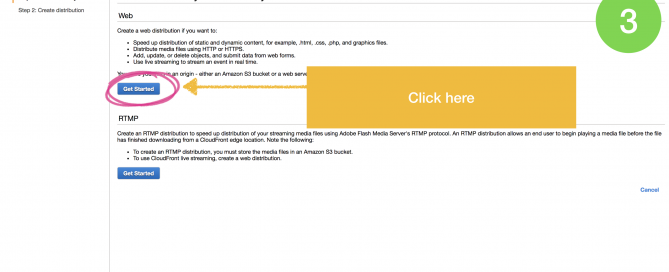 3
Step 2: Create distribution
Web
Create a web distribution if you want to:
Speed up distribution of static and dynamic content, for example, .html, .css, .php, and graphics files.
Distribute media files using HTTP or HTTPS.
Add, update, or delete objects, and submit data from web forms.
Use live streaming to stream an event in real time.
an origin - either an Amazon S3 bucket or a web
Get Started
Click here
RTMP
Create an RTMP distribution to speed up distribution of your streaming media files using Adobe Flash Media Server's RTMP protocol. An RTMP distribution allows an end user to begin playing a media file before the file
has finished downloading from a CloudFront edge location. Note the following:
To create an RTMP distribution, you must store the media files in an Amazon S3 bucket.
To use CloudFront live streaming, create a web distribution.
Get Started
Cancel